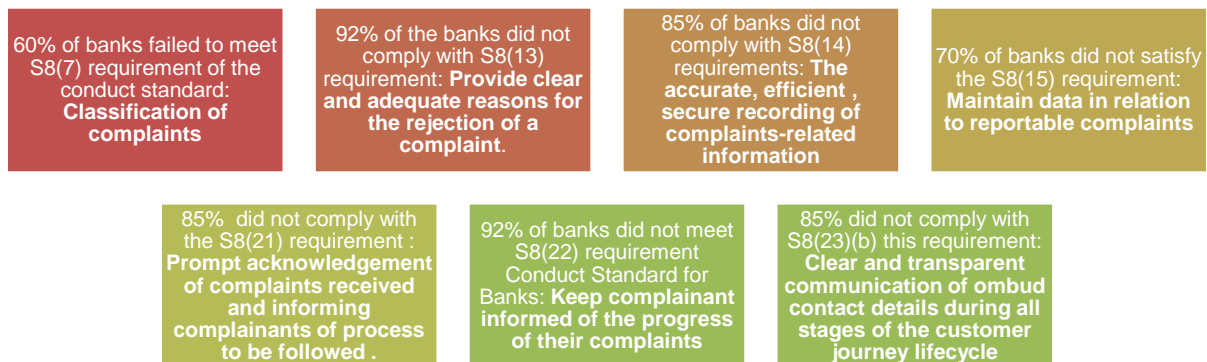 60% of banks failed to meet
S8(7) requirement of the
conduct standard:
Classification of
complaints
92% of the banks did not
comply with S8(13)
requirement: Provide clear
and adequate reasons for
the rejection of a
complaint.
85% of banks did not
comply with S8(14)
requirements: The
accurate, efficient , 
secure recording of
complaints-related
information
70% of banks did not satisfy
the S8(15) requirement:
Maintain data in relation
to reportable complaints
85%  did not comply with
the S8(21) requirement :
Prompt acknowledgement
of complaints received
and informing
complainants of process
to be followed .
92% of banks did not meet
S8(22) requirement
Conduct Standard for
Banks: Keep complainant
informed of the progress
of their complaints
85% did not comply with
S8(23)(b) this requirement:
Clear and transparent
communication of ombud
contact details during all
stages of the customer
journey lifecycle